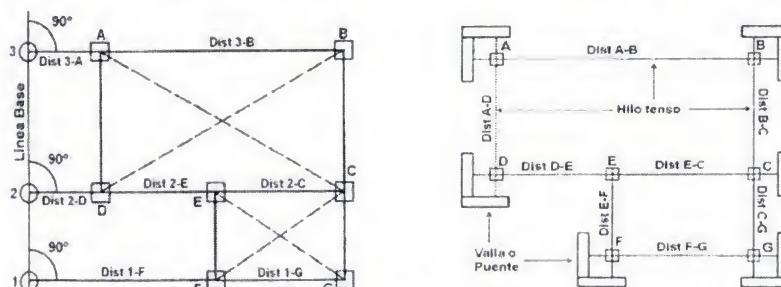 90°
A
B
3
Dist 3-A
Dist 3-B
Linea Base
90°
2
Dist 2-D
D
Dist 2-E
E
Dist 2-C
C
90°
1
Dist 1-F
F
Dist 1-G
G
A
Dist A-B
B
Dist A-D
Hilo tenso
Dist B-C
D
Dist D-E
E
Dist E-C
C
Dist E-F
Dist C-G
Valla o
Puente
F
Dist F-G
G